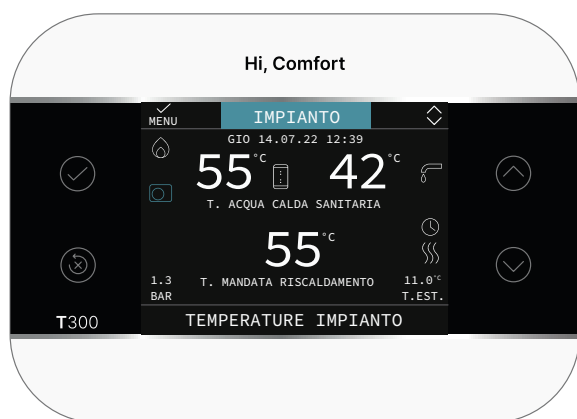 Hi, Comfort
MENU
IMPIANTO
GIO 14.07.22 12:39
55°C 42°C
T. ACQUA CALDA SANITARIA
55°C
1.3 BAR
T. MANDATA RISCALDAMENTO
11.0°C T.EST.
T300
TEMPERATURE IMPIANTO